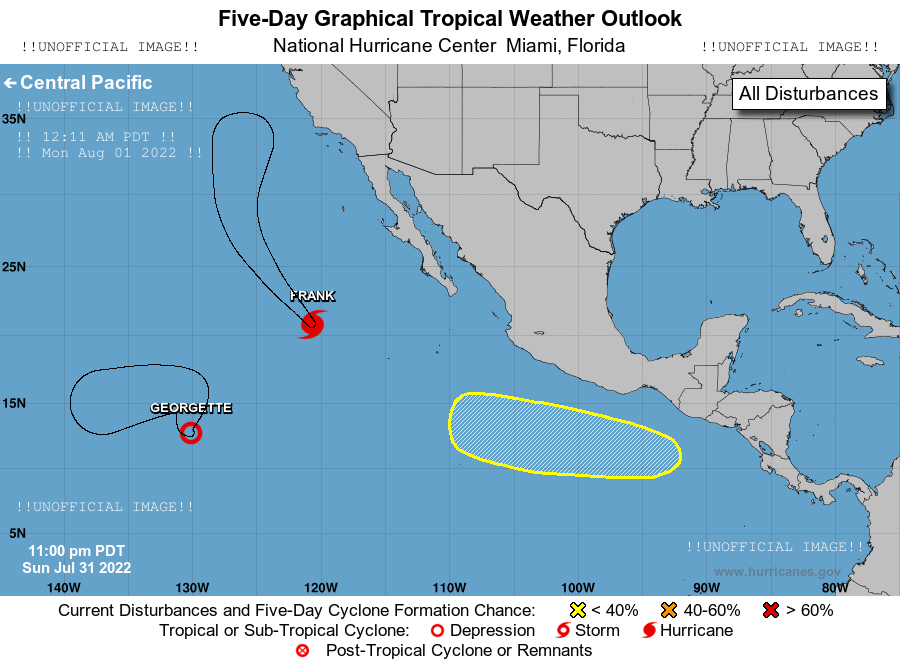 Five-Day Graphical Tropical Weather Outlook
!!UNOFFICIAL IMAGE!! National Hurricane Center Miami, Florida !!UNOFFICIAL IMAGE!!
Central Pacific
All Disturbances
!!UNOFFICIAL IMAGE!!
35N
!! 12:11 AM PDT !!
!! Mon Aug 01 2022 !!
25N
FRANK
15N
GEORGETTE
!!UNOFFICIAL IMAGE!!
5N
!!UNOFFICIAL IMAGE!!
11:00 pm PDT
Sun Jul 31 2022
www.hurricanes.gov
140W 130W 120W 110W 100W 90W 80W
Current Disturbances and Five-Day Cyclone Formation Chance: < 40% 40-60% > 60%
Tropical or Sub-Tropical Cyclone: Depression Storm Hurricane
Post-Tropical Cyclone or Remnants